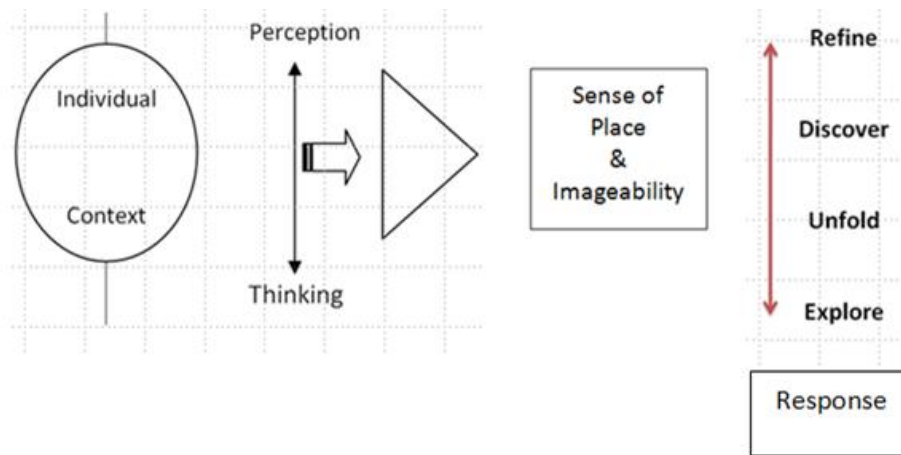 Individual
Context
Perception
Thinking
Sense of
Place
&
Imageability
Refine
Discover
Unfold
Explore
Response